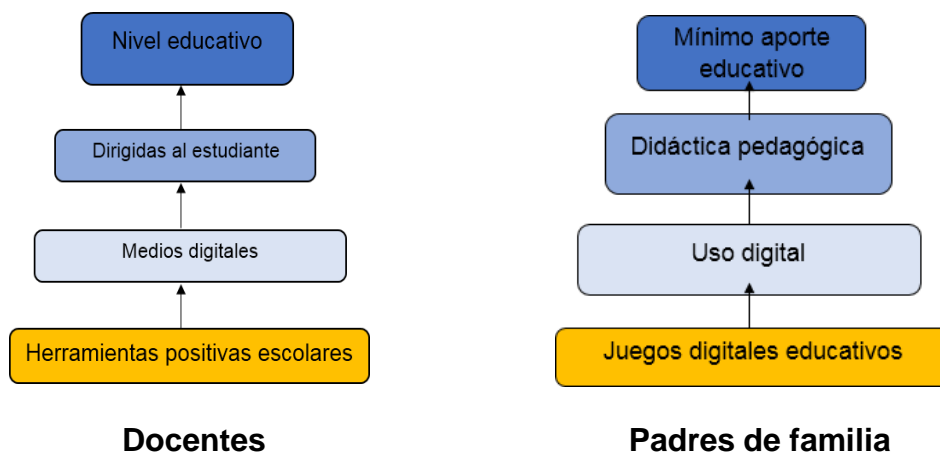 Nivel educativo
Dirigidas al estudiante
Medios digitales
Herramientas positivas escolares
Docentes
Mínimo aporte
educativo
Didáctica pedagógica
Uso digital
Juegos digitales educativos
Padres de familia